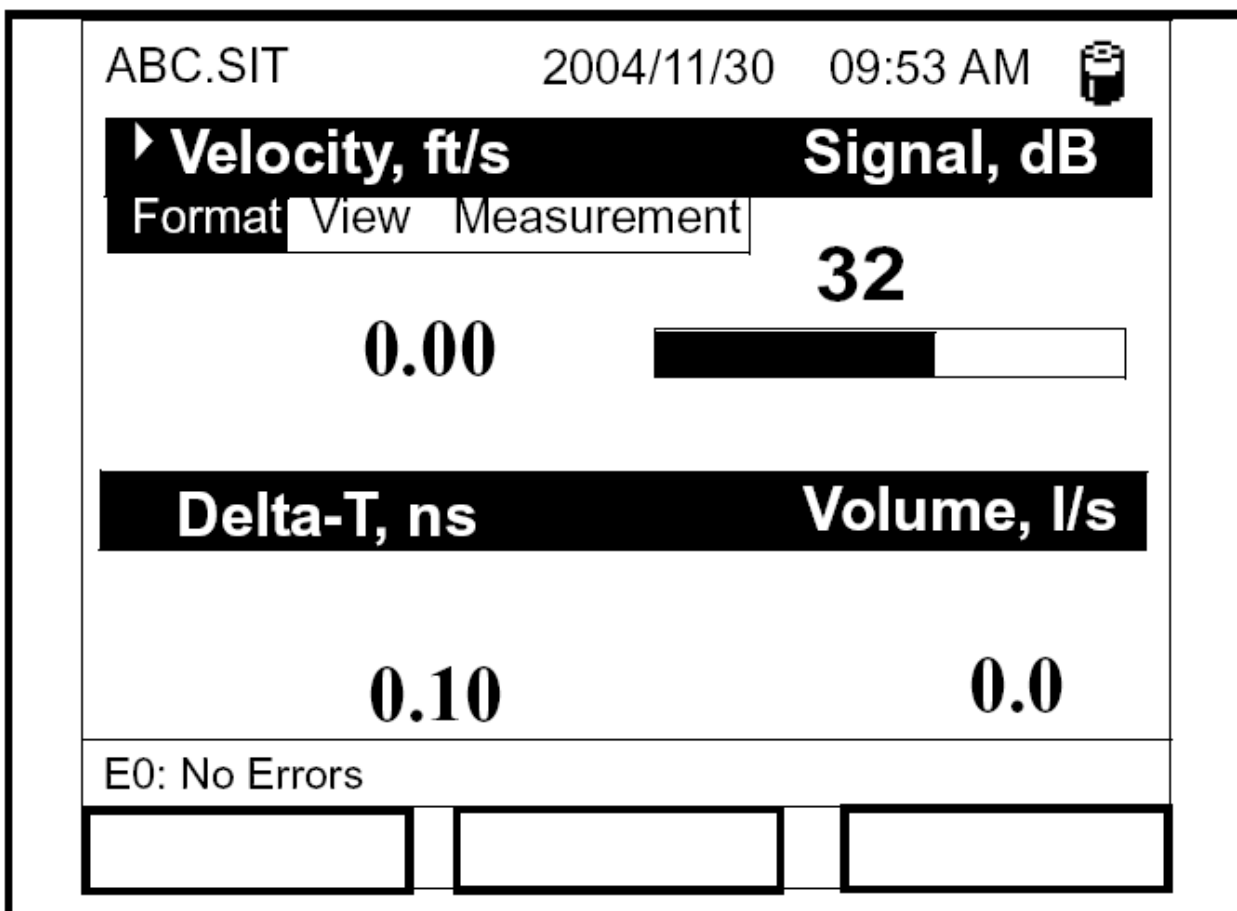 ABC.SIT 2004/11/30 09:53 AM
Velocity, ft/s Signal, dB
Format View Measurement
32
0.00
Delta-T, ns Volume, l/s
0.10 0.0
E0: No Errors